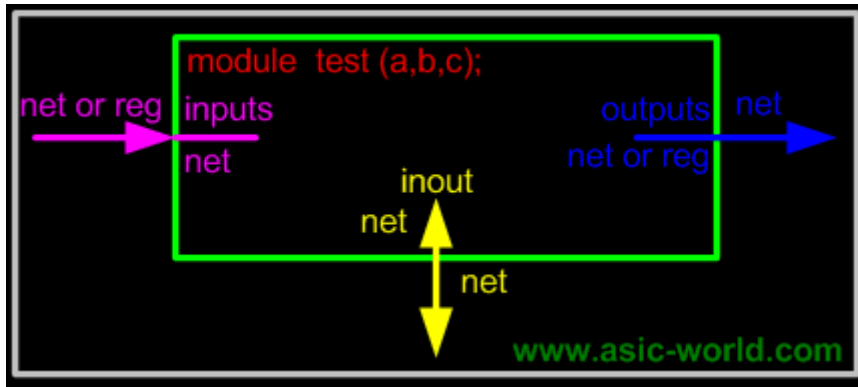 module test (a,b,c);
net or reg
inputs
net
outputs
net
net or reg
inout
net
net
www.asic-world.com